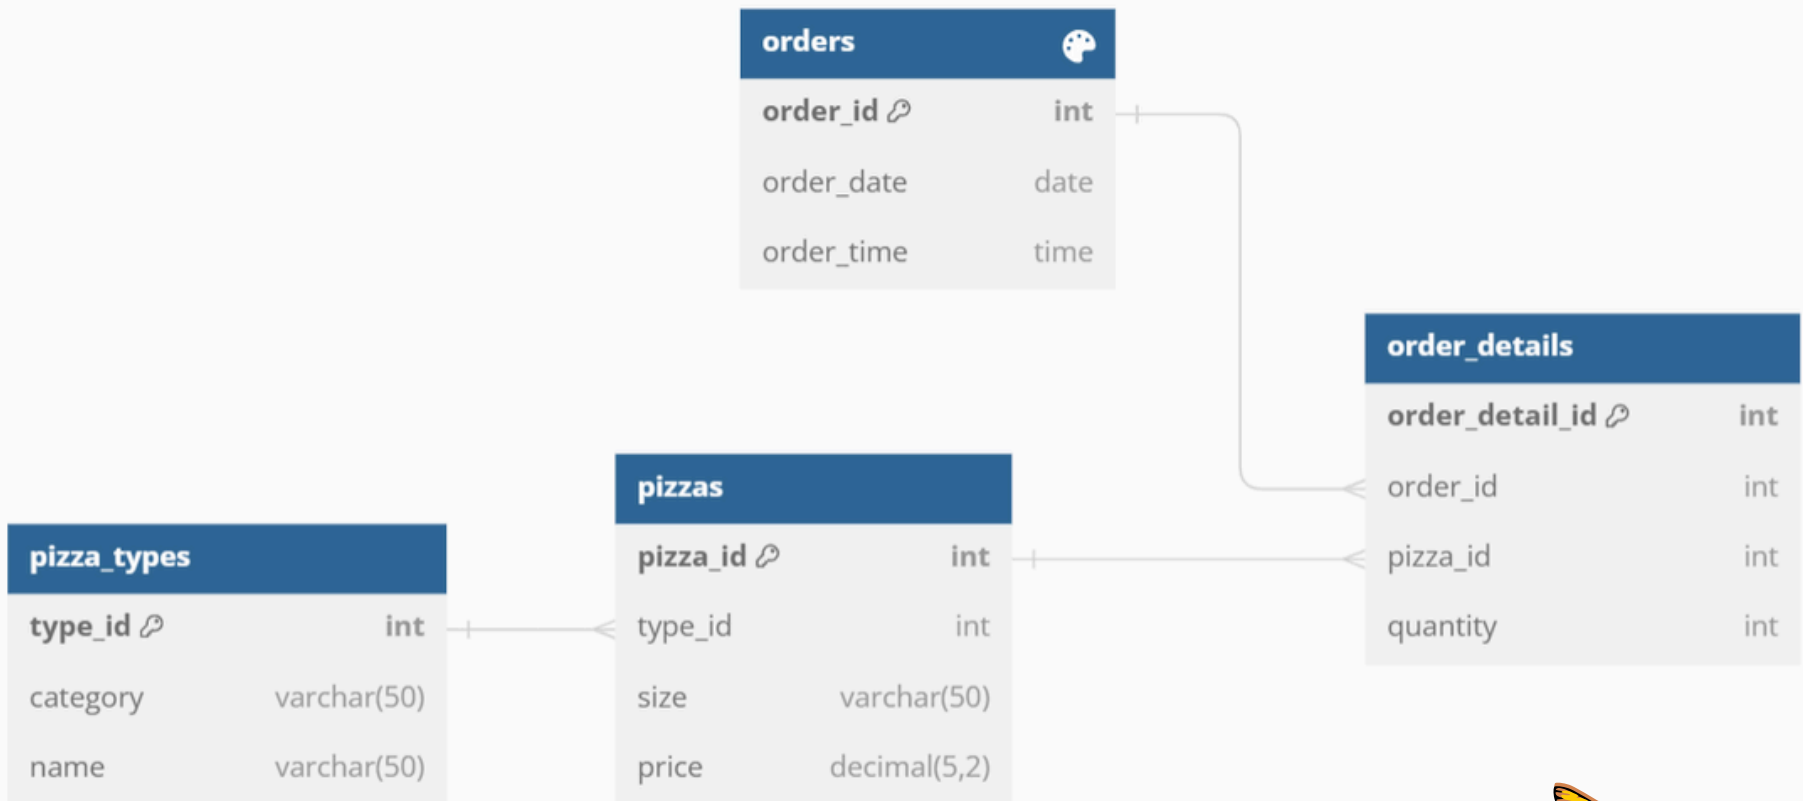 orders
order_id int
order_date date
order_time time
order_details
order_detail_id int
order_id int
pizza_id int
quantity int
pizzas
pizza_id int
type_id int
size varchar(50)
price decimal(5,2)
pizza_types
type_id int
category varchar(50)
name varchar(50)